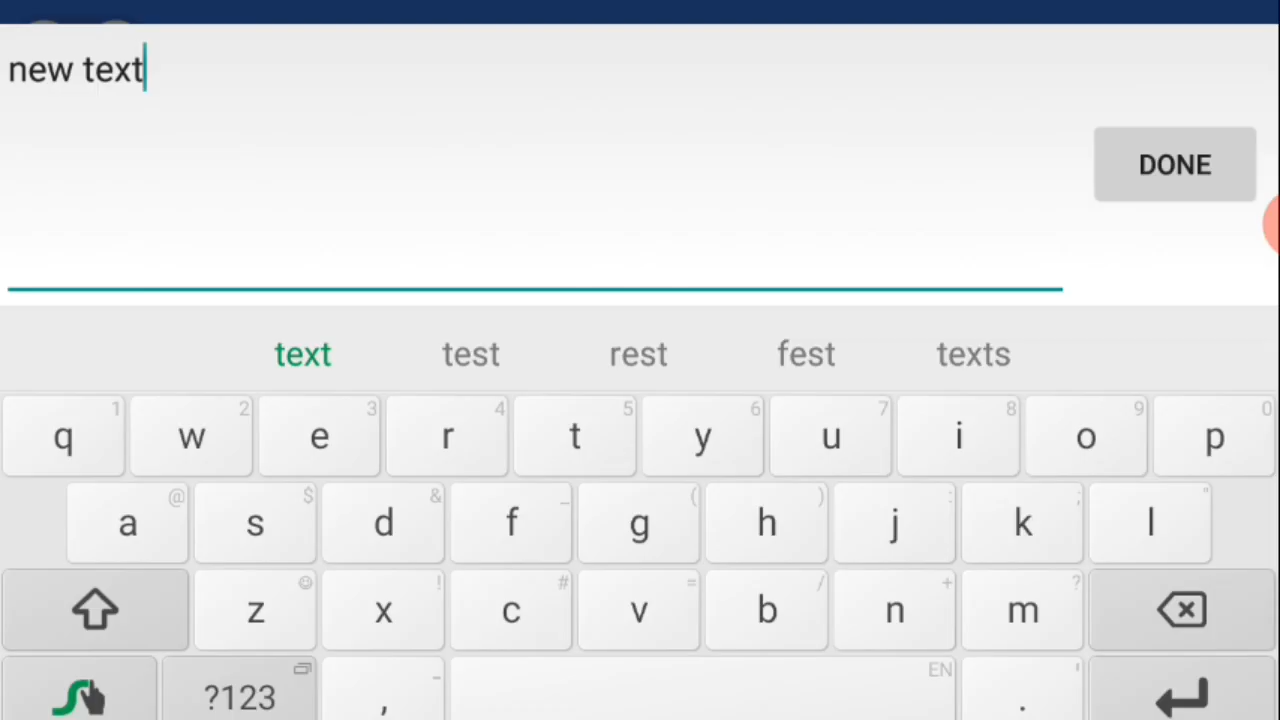 new text
DONE
text test rest fest texts
q 1 w 2 e 3 r 4 t 5 y 6 u 7 i 8 o 9 p 0
a @ s $ d & f _ g ( h ) j : k ; l "
z x ! c # v = b / n + m ?
?123 , - EN . '